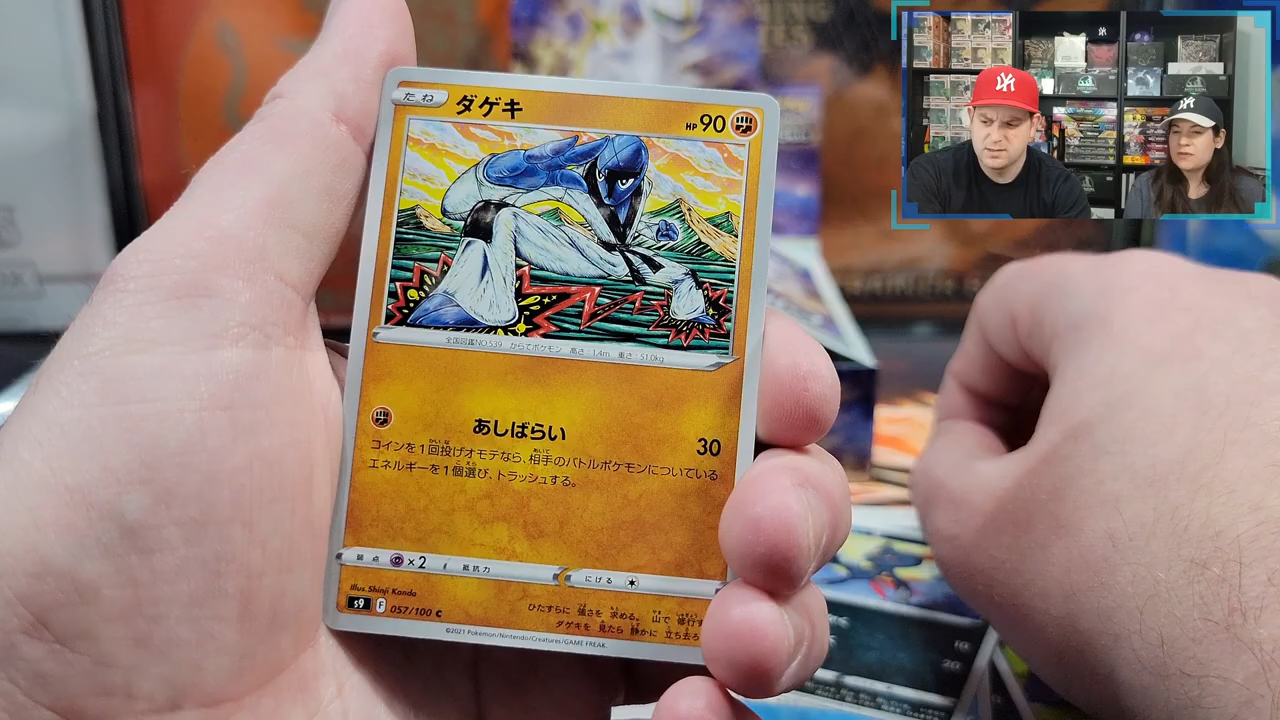 たね ダゲキ HP 90
全国図鑑NO.539 からてポケモン 高さ:1.4m 重さ:51.0kg
あしばらい 30
コインを1回投げオモテなら、相手のバトルポケモンについている
エネルギーを1個選び、トラッシュする。
弱点 ×2 抵抗力 にげる
Illus.Shinji Kanda
s9 F 057/100 C
ひたすらに 強さを 求める。 山で 修行す
ダゲキを 見たら 静かに 立ち去ろ
©2021 Pokémon/Nintendo/Creatures/GAME FREAK.
10
20